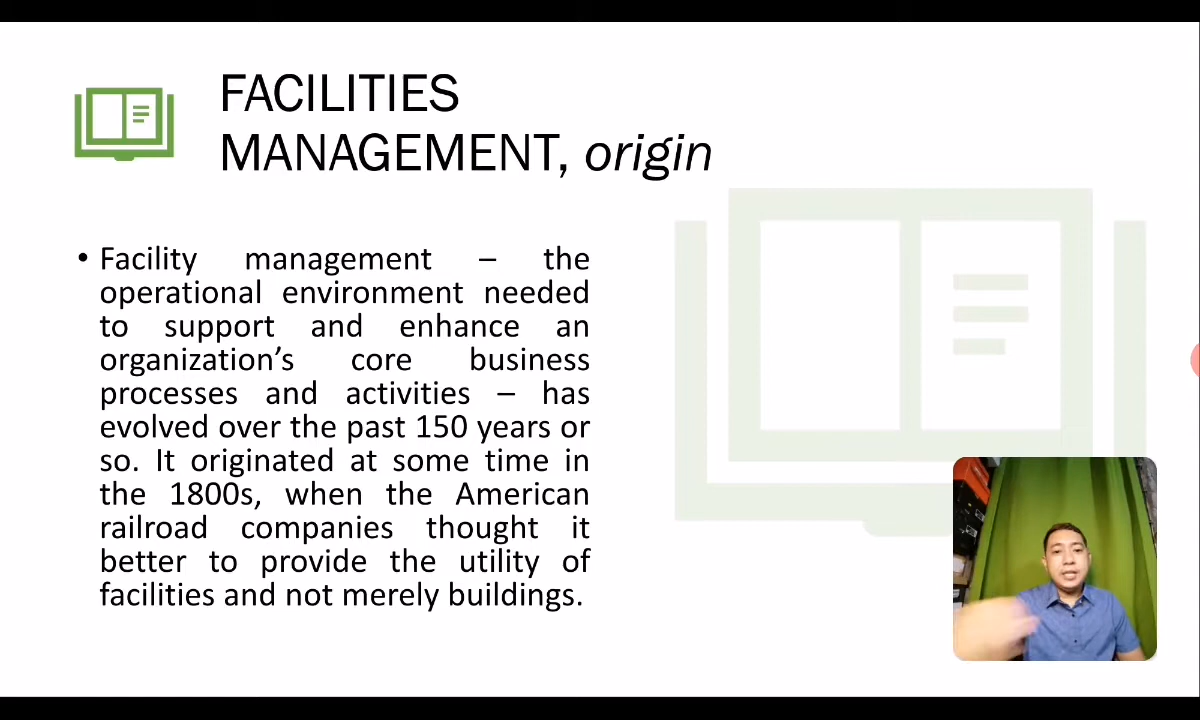 FACILITIES
MANAGEMENT, origin
• Facility management – the
operational environment needed
to support and enhance an
organization’s core business
processes and activities – has
evolved over the past 150 years or
so. It originated at some time in
the 1800s, when the American
railroad companies thought it
better to provide the utility of
facilities and not merely buildings.